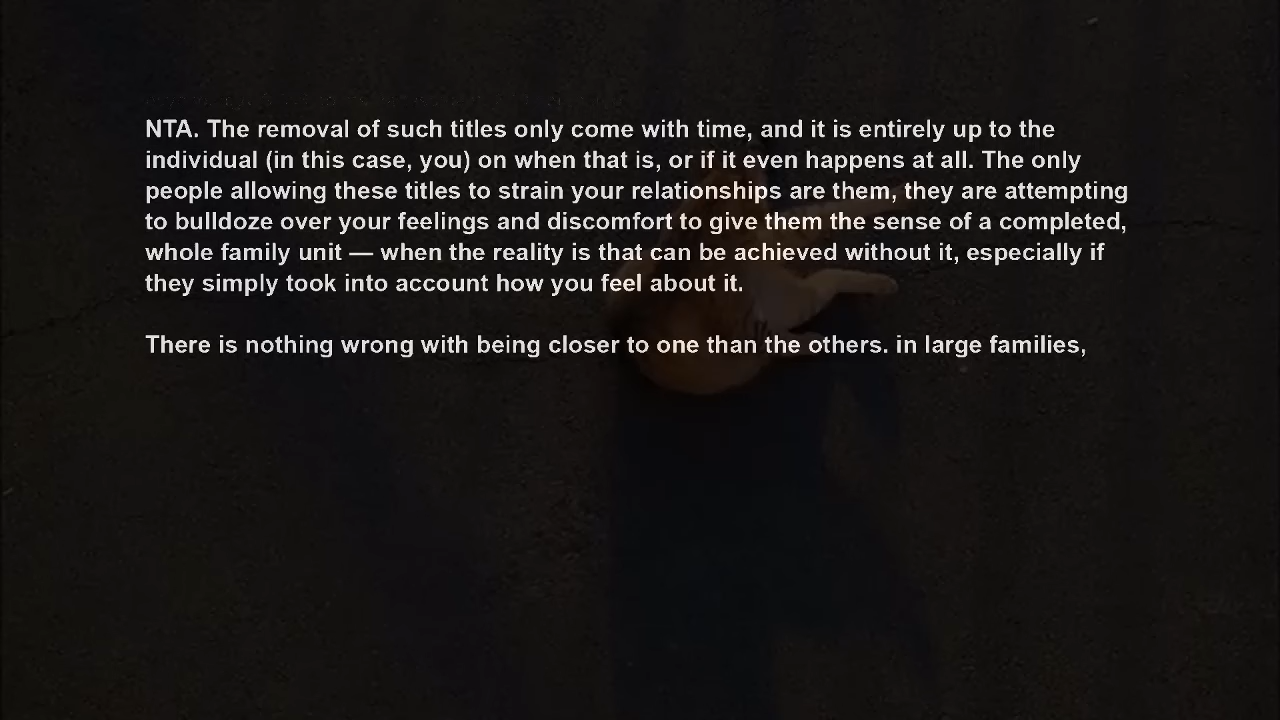 NTA. The removal of such titles only come with time, and it is entirely up to the
individual (in this case, you) on when that is, or if it even happens at all. The only
people allowing these titles to strain your relationships are them, they are attempting
to bulldoze over your feelings and discomfort to give them the sense of a completed,
whole family unit — when the reality is that can be achieved without it, especially if
they simply took into account how you feel about it.
There is nothing wrong with being closer to one than the others. in large families,